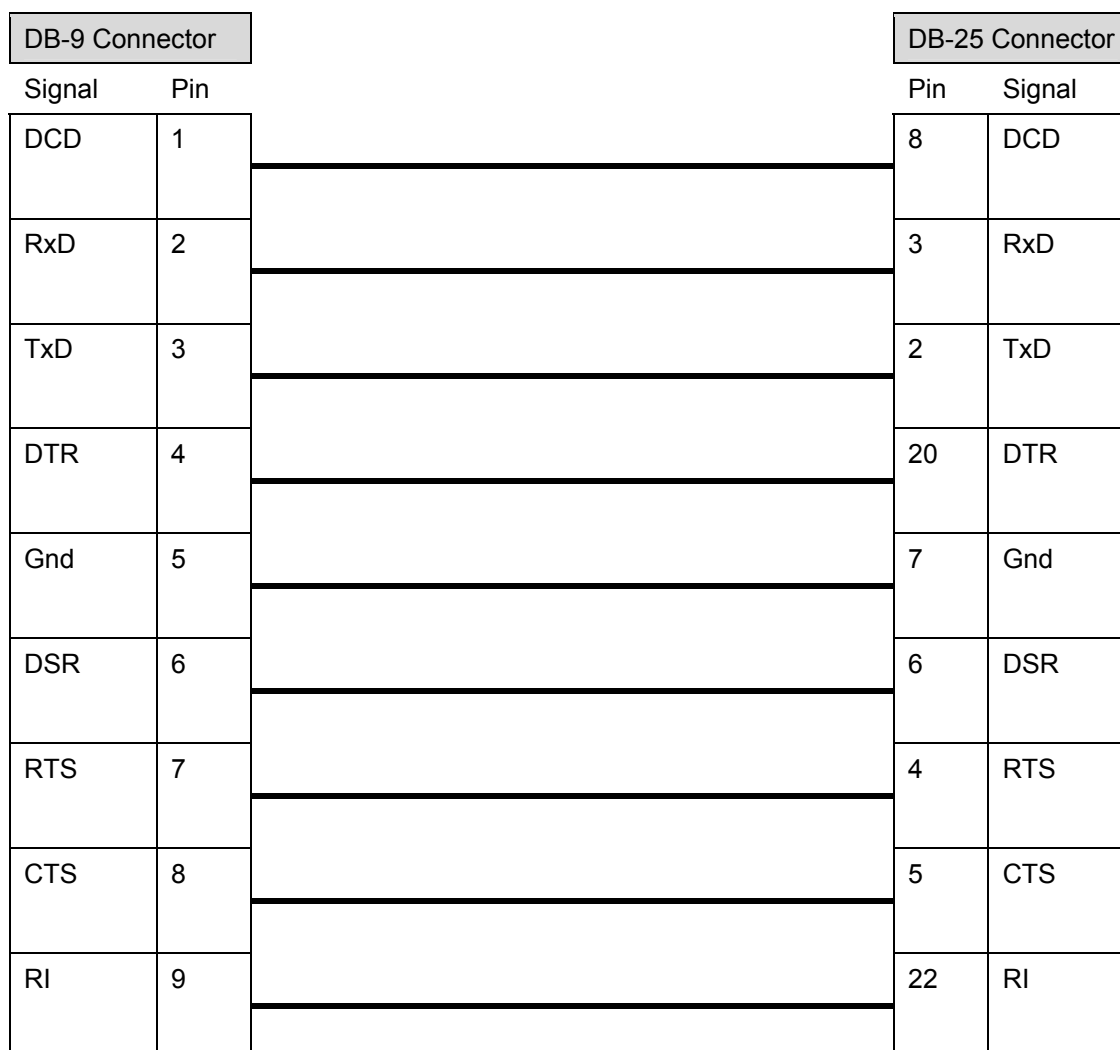 DB-9 Connector DB-25 Connector
Signal Pin Pin Signal
DCD 1 8 DCD
RxD 2 3 RxD
TxD 3 2 TxD
DTR 4 20 DTR
Gnd 5 7 Gnd
DSR 6 6 DSR
RTS 7 4 RTS
CTS 8 5 CTS
RI 9 22 RI